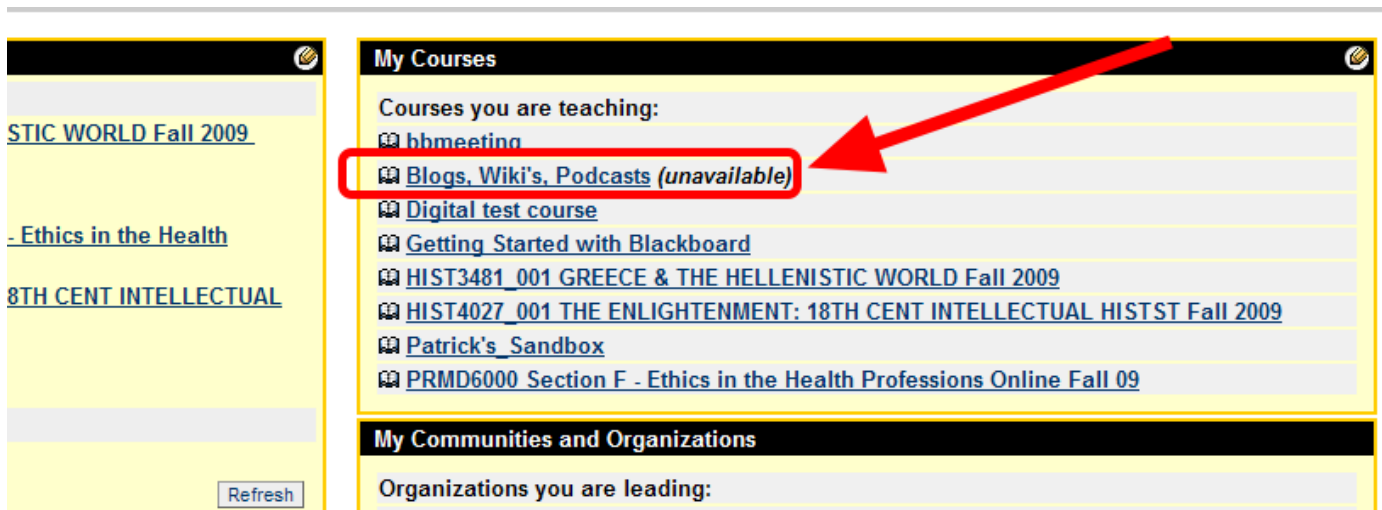 STIC WORLD Fall 2009
- Ethics in the Health
8TH CENT INTELLECTUAL
Refresh
My Courses
Courses you are teaching:
bbmeeting
Blogs, Wiki's, Podcasts (unavailable)
Digital test course
Getting Started with Blackboard
HIST3481_001 GREECE & THE HELLENISTIC WORLD Fall 2009
HIST4027_001 THE ENLIGHTENMENT: 18TH CENT INTELLECTUAL HISTST Fall 2009
Patrick's_Sandbox
PRMD6000 Section F - Ethics in the Health Professions Online Fall 09
My Communities and Organizations
Organizations you are leading: